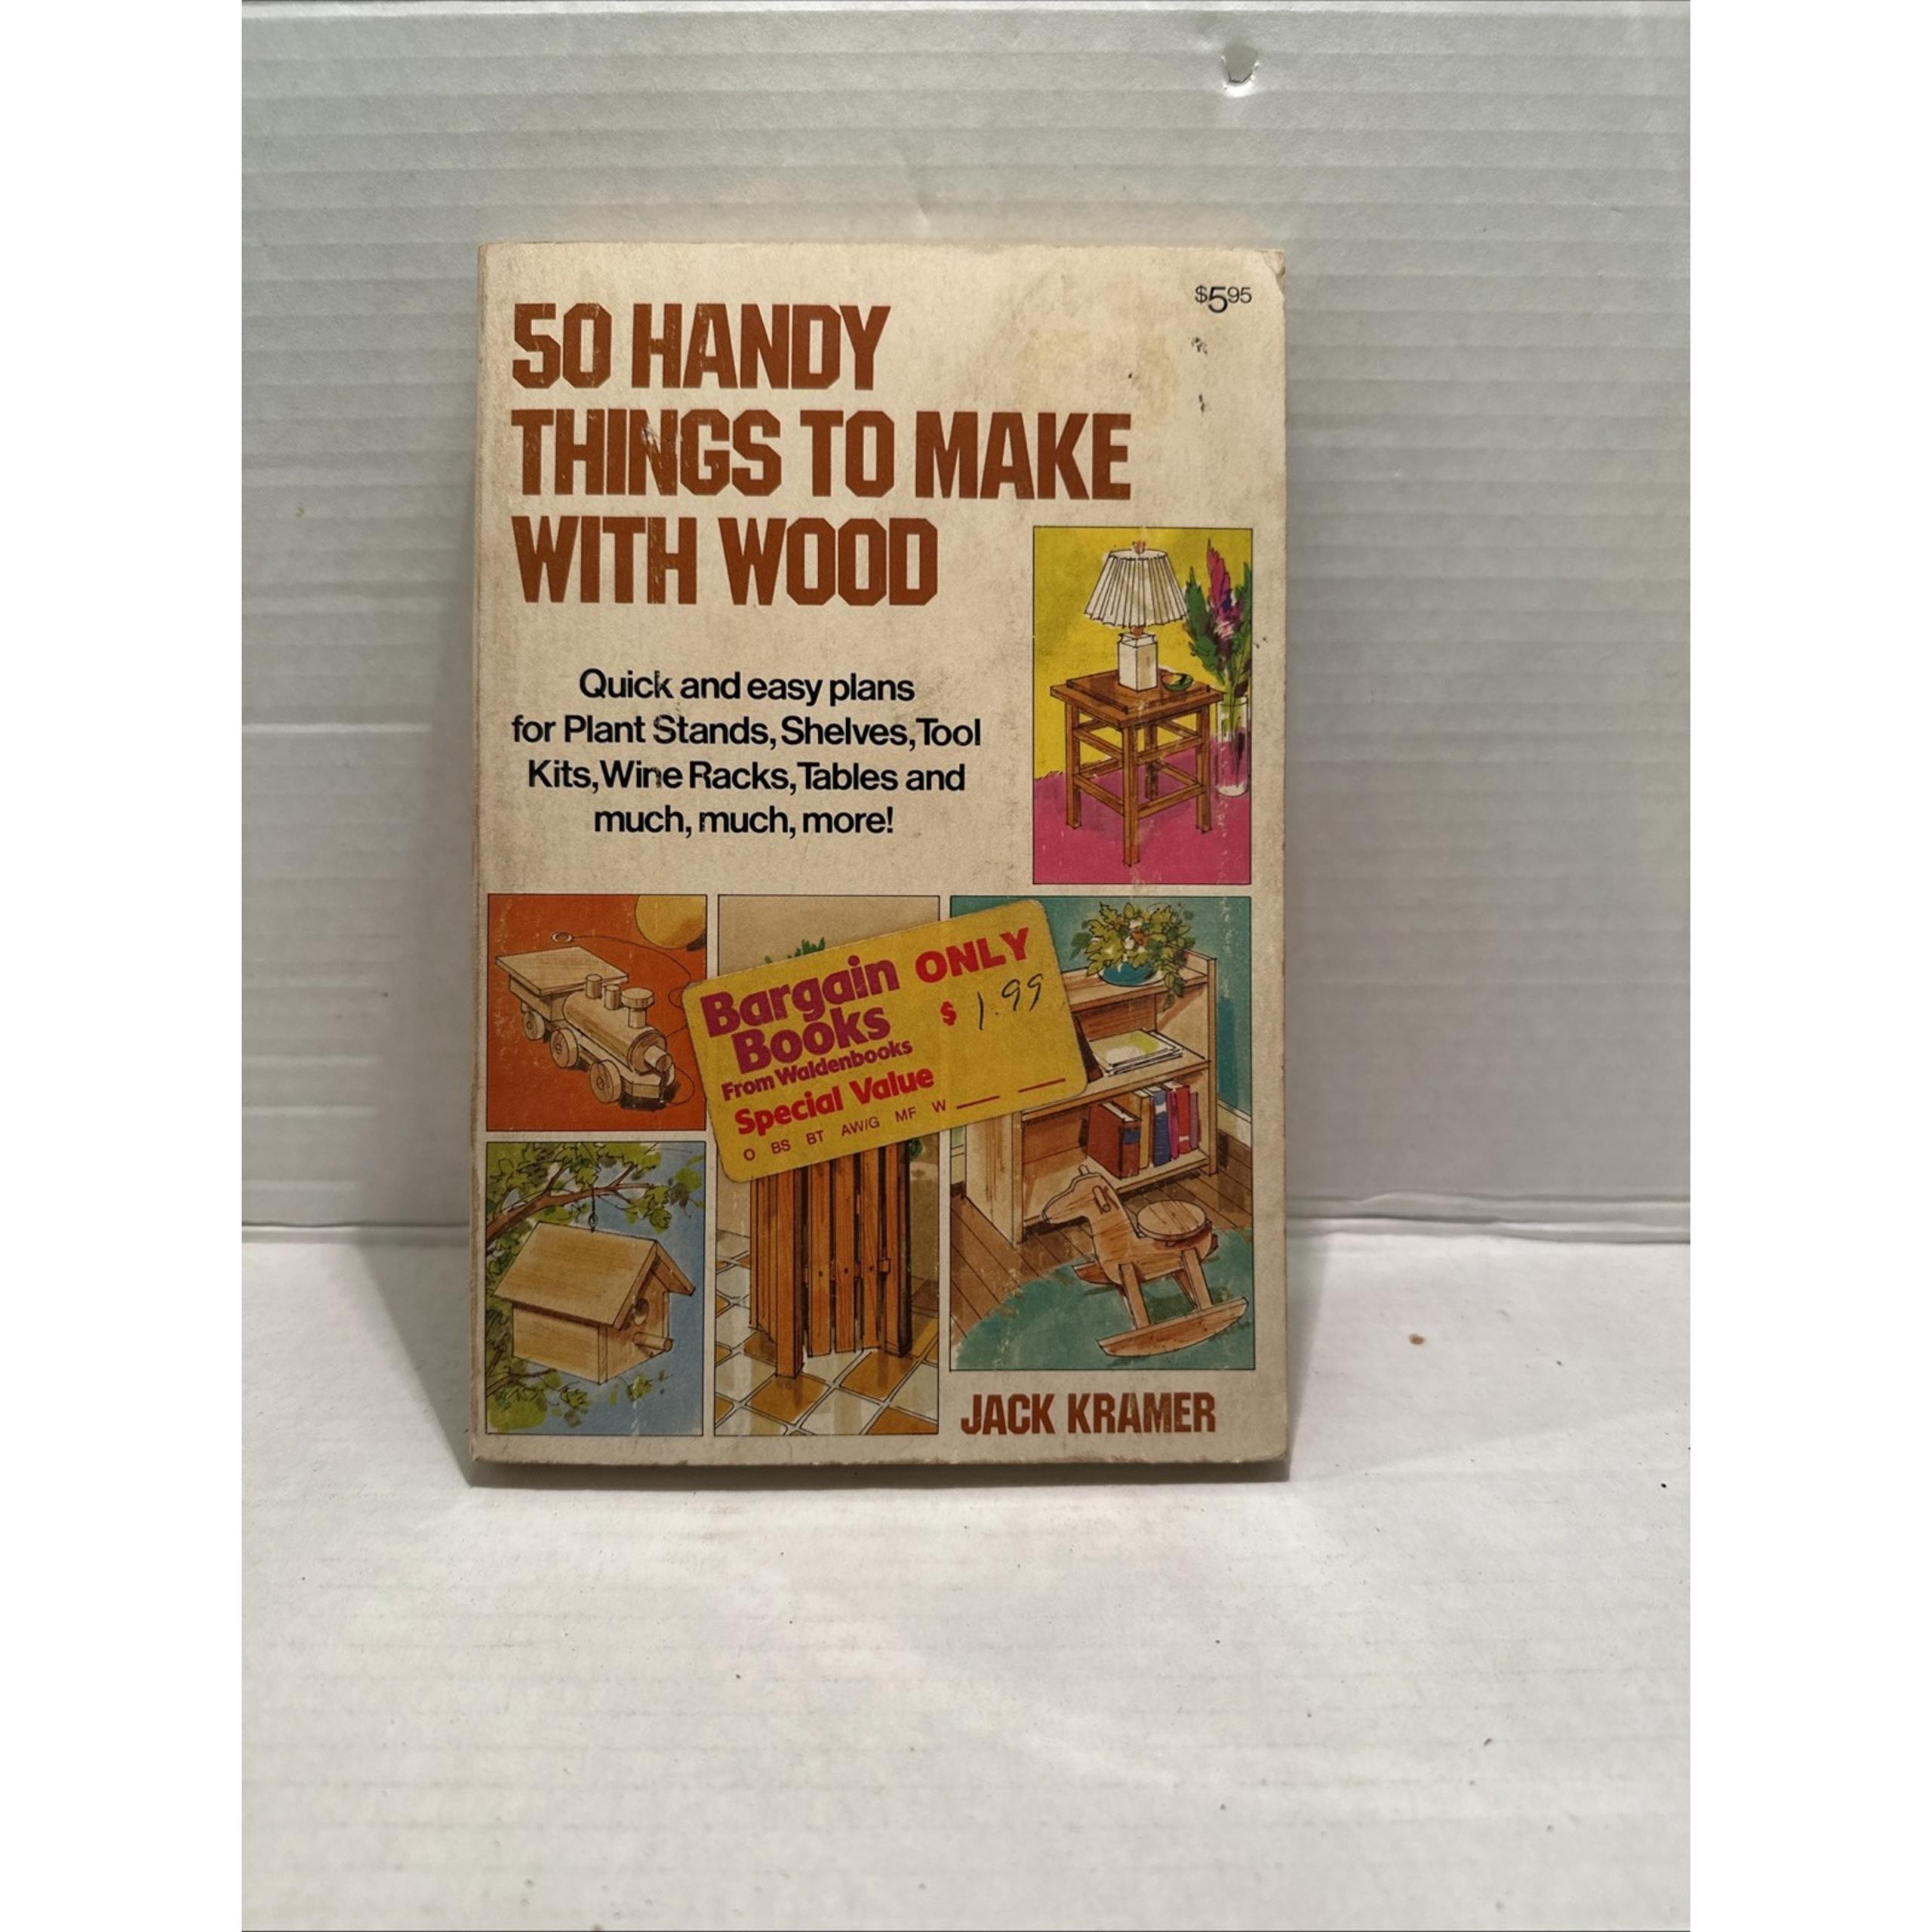 $5.95
50 HANDY
THINGS TO MAKE
WITH WOOD
Quick and easy plans
for Plant Stands, Shelves, Tool
Kits, Wine Racks, Tables and
much, much, more!
Bargain ONLY
Books $ 1.99
From Waldenbooks
Special Value
O BS BT AW/G MF W
JACK KRAMER